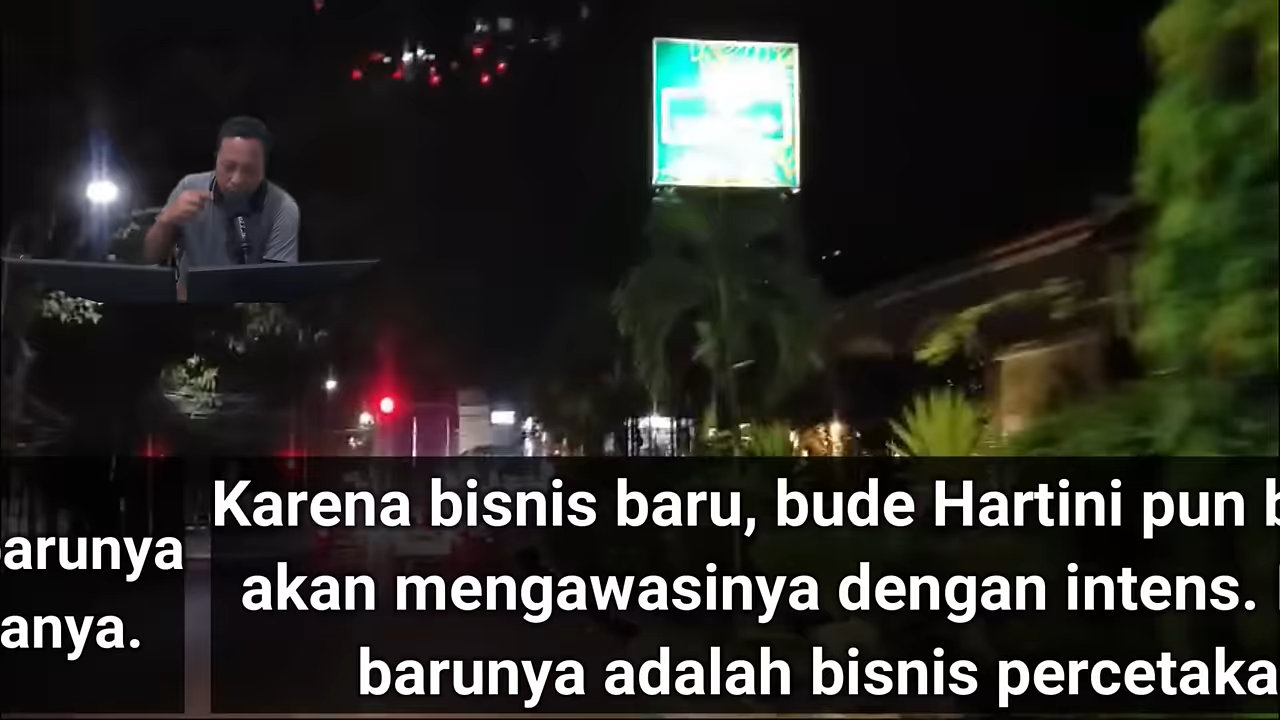 arunya
anya.
Karena bisnis baru, bude Hartini pun
akan mengawasinya dengan intens.
barunya adalah bisnis percetaka